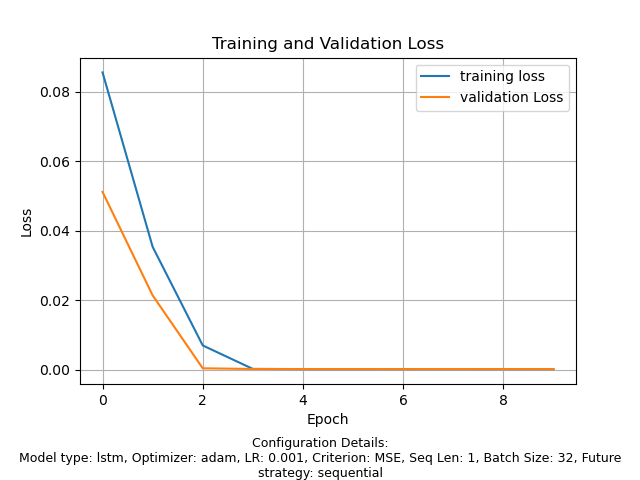 Training and Validation Loss
training loss
validation Loss
0.08
0.06
0.04
0.02
0.00
Loss
0 2 4 6 8
Epoch
Configuration Details:
Model type: lstm, Optimizer: adam, LR: 0.001, Criterion: MSE, Seq Len: 1, Batch Size: 32, Future
strategy: sequential